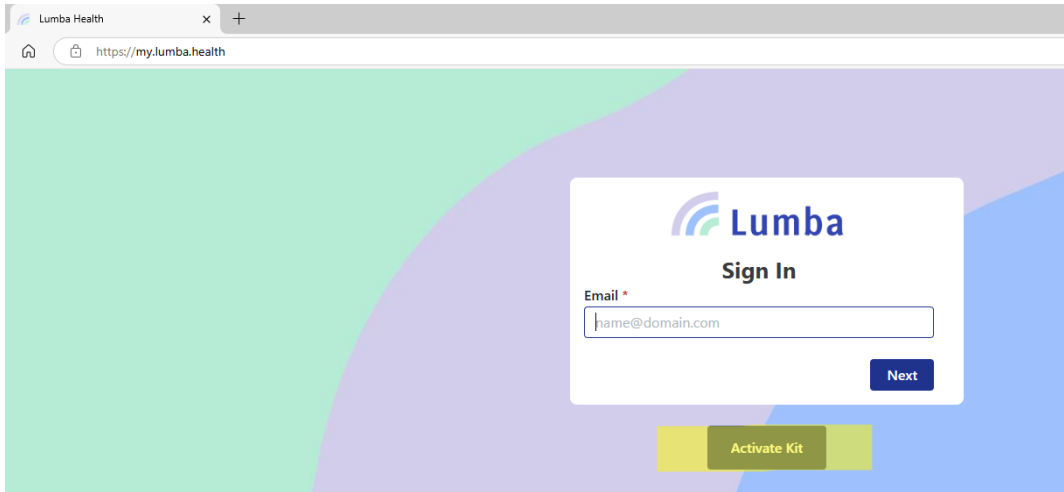 Lumba Health
https://my.lumba.health
Lumba
Sign In
Email *
name@domain.com
Next
Activate Kit